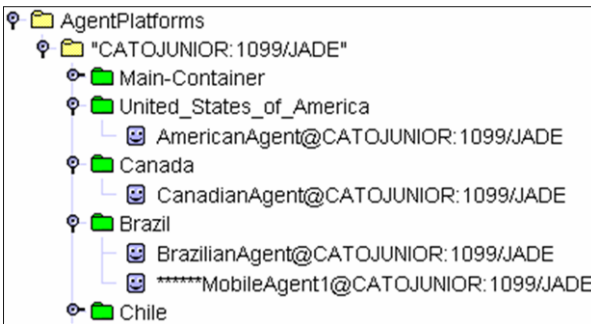 AgentPlatforms
"CATOJUNIOR:1099/JADE"
Main-Container
United_States_of_America
AmericanAgent@CATOJUNIOR:1099/JADE
Canada
CanadianAgent@CATOJUNIOR:1099/JADE
Brazil
BrazilianAgent@CATOJUNIOR:1099/JADE
******MobileAgent1@CATOJUNIOR:1099/JADE
Chile